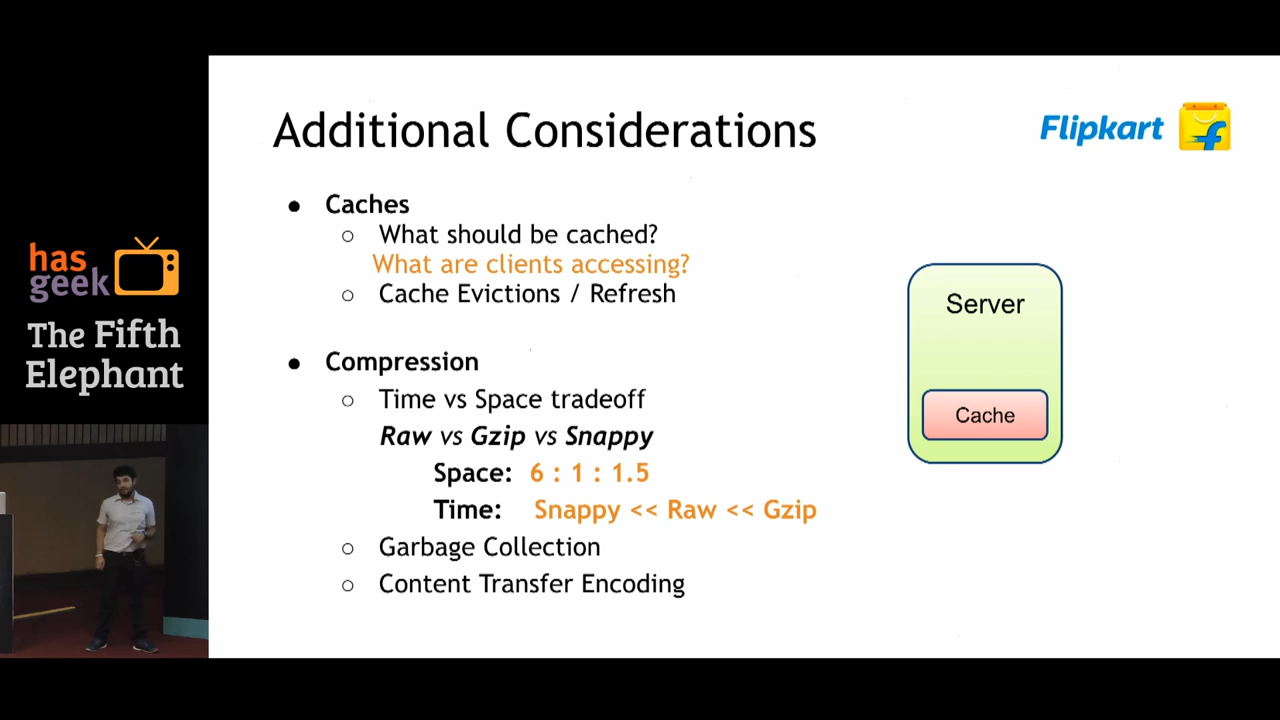 Additional Considerations
Flipkart
● Caches
○ What should be cached?
What are clients accessing?
○ Cache Evictions / Refresh
● Compression
○ Time vs Space tradeoff
Raw vs Gzip vs Snappy
Space: 6 : 1 : 1.5
Time: Snappy << Raw << Gzip
○ Garbage Collection
○ Content Transfer Encoding
Server
Cache
has
geek
The Fifth
Elephant